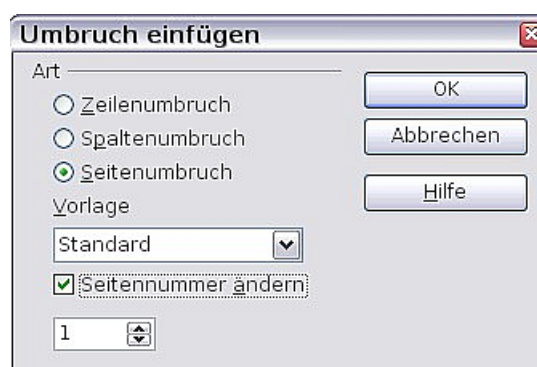 Umbruch einfügen
Art
Zeilenumbruch
Spaltenumbruch
Seitenumbruch
Vorlage
Standard
Seitennummer ändern
1
OK
Abbrechen
Hilfe